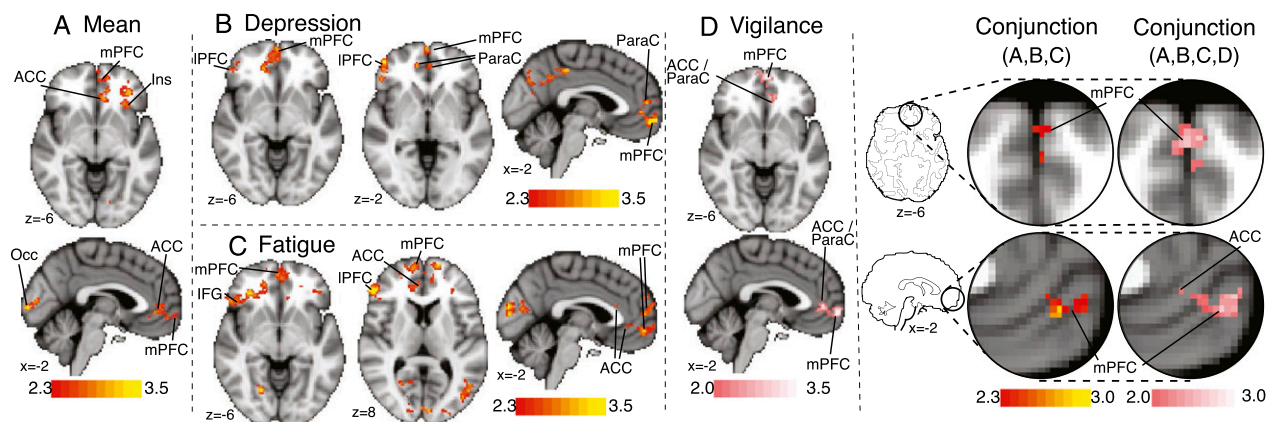 A Mean
mPFC
ACC
Ins
z=-6
Occ
ACC
mPFC
x=-2
2.3 3.5
B Depression
lPFC
mPFC
z=-6
lPFC
mPFC
ParaC
z=-2
ParaC
mPFC
x=-2
2.3 3.5
C Fatigue
mPFC
IFG
z=-6
mPFC
ACC
lPFC
z=8
mPFC
ACC
x=-2
2.3 3.5
D Vigilance
mPFC
ACC /
ParaC
z=-6
ACC /
ParaC
mPFC
x=-2
2.0 3.5
Conjunction
(A,B,C)
Conjunction
(A,B,C,D)
mPFC
z=-6
ACC
x=-2
mPFC
2.3 3.0
2.0 3.0